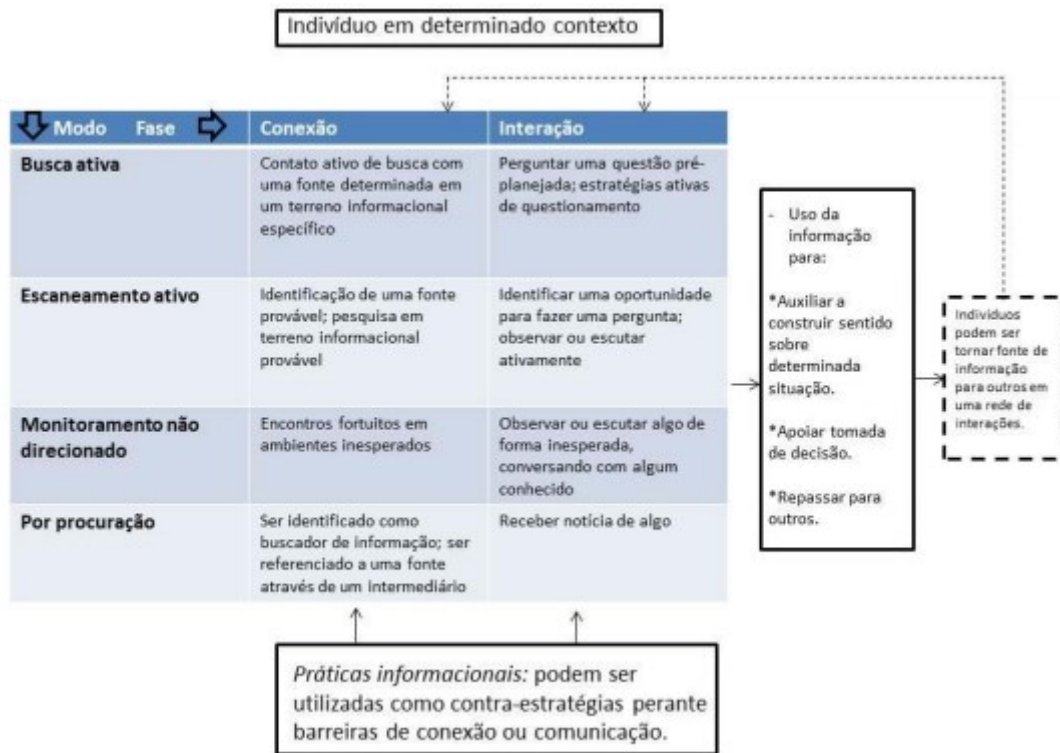 Indivíduo em determinado contexto
Modo Fase Conexão Interação
Busca ativa
Contato ativo de busca com
uma fonte determinada em
um terreno informacional
específico
Perguntar uma questão pré-
planejada; estratégias ativas
de questionamento
Escaneamento ativo
Identificação de uma fonte
provável; pesquisa em
terreno informacional
provável
Identificar uma oportunidade
para fazer uma pergunta;
observar ou escutar
ativamente
Monitoramento não
direcionado
Encontros fortuitos em
ambientes inesperados
Observar ou escutar algo de
forma inesperada,
conversando com algum
conhecido
Por procuração
Ser identificado como
buscador de informação; ser
referenciado a uma fonte
através de um intermediário
Receber notícia de algo
- Uso da
informação
para:
*Auxiliar a
construir sentido
sobre
determinada
situação.
*Apoiar tomada
de decisão.
*Repassar para
outros.
Indivíduos
podem ser
tornar fonte de
informação
para outros em
uma rede de
interações.
Práticas informacionais: podem ser
utilizadas como contra-estratégias perante
barreiras de conexão ou comunicação.